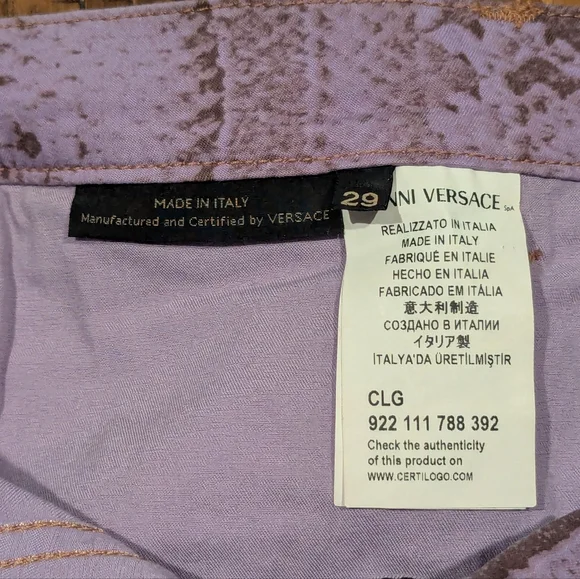 MADE IN ITALY
Manufactured and Certified by VERSACE
29
NNI VERSACE SpA
REALIZZATO IN ITALIA
MADE IN ITALY
FABRIQUÉ EN ITALIE
HECHO EN ITALIA
FABRICADO EM ITÁLIA
意大利制造
СОЗДАНО В ИТАЛИИ
イタリア製
İTALYA'DA ÜRETİLMİŞTİR
CLG
922 111 788 392
Check the authenticity
of this product on
WWW.CERTILOGO.COM